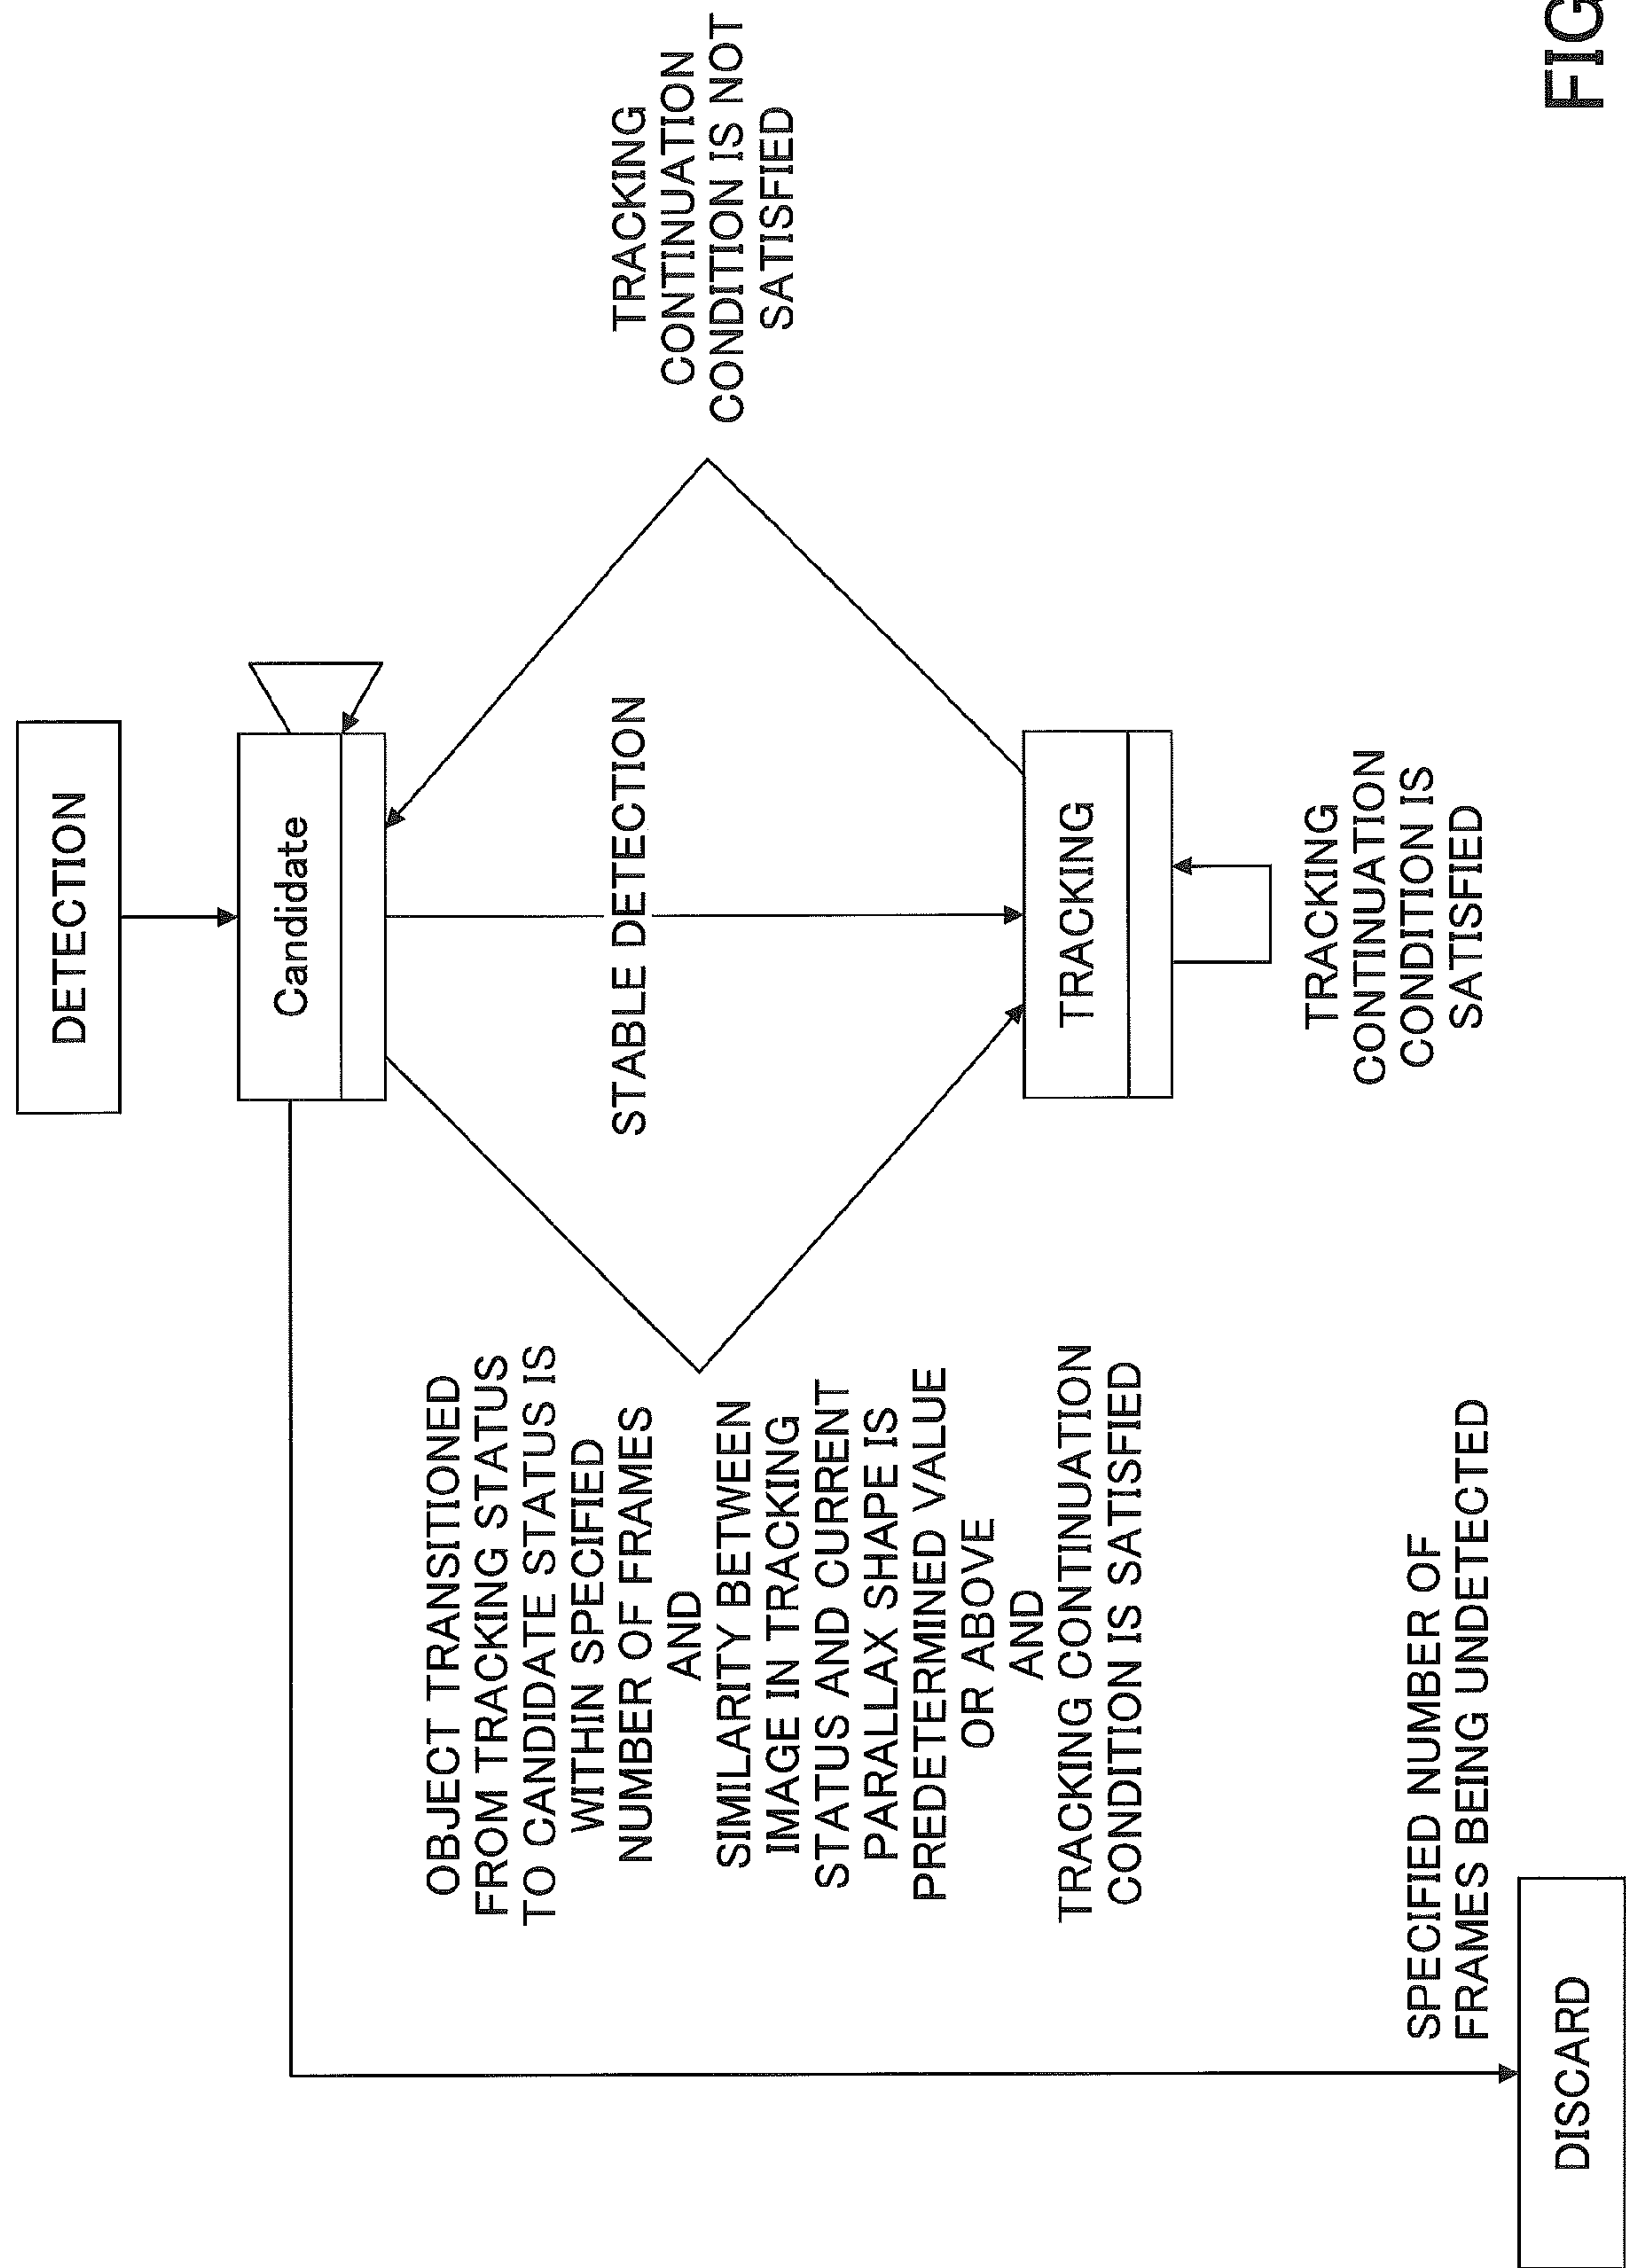 DETECTION
Candidate
STABLE DETECTION
TRACKING
CONTINUATION
CONDITION IS NOT
SATISFIED
OBJECT TRANSITIONED
FROM TRACKING STATUS
TO CANDIDATE STATUS IS
WITHIN SPECIFIED
NUMBER OF FRAMES
AND
SIMILARITY BETWEEN
IMAGE IN TRACKING
STATUS AND CURRENT
PARALLAX SHAPE IS
PREDETERMINED VALUE
OR ABOVE
AND
TRACKING CONTINUATION
CONDITION IS SATISFIED
TRACKING
TRACKING
CONTINUATION
CONDITION IS
SATISFIED
SPECIFIED NUMBER OF
FRAMES BEING UNDETECTED
DISCARD
FIG